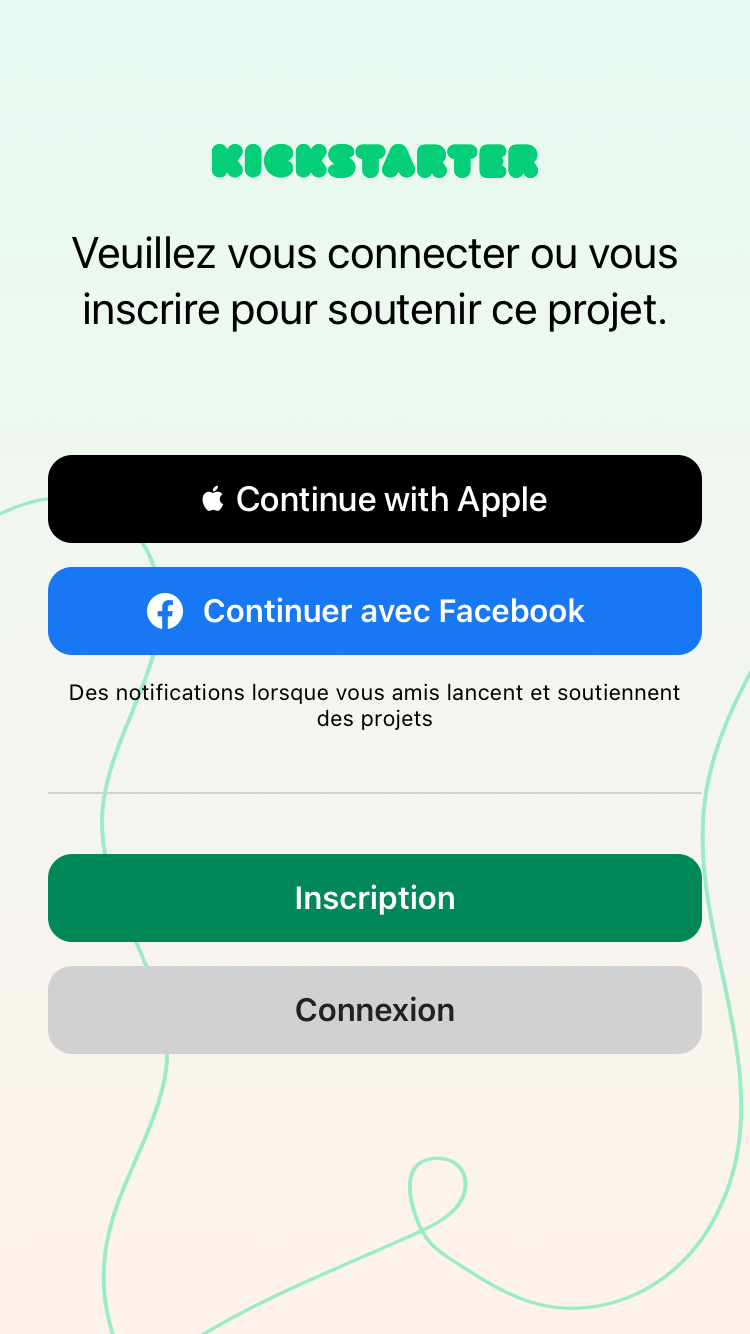 KICKSTARTER
Veuillez vous connecter ou vous
inscrire pour soutenir ce projet.
Continue with Apple
Continuer avec Facebook
Des notifications lorsque vous amis lancent et soutiennent
des projets
Inscription
Connexion